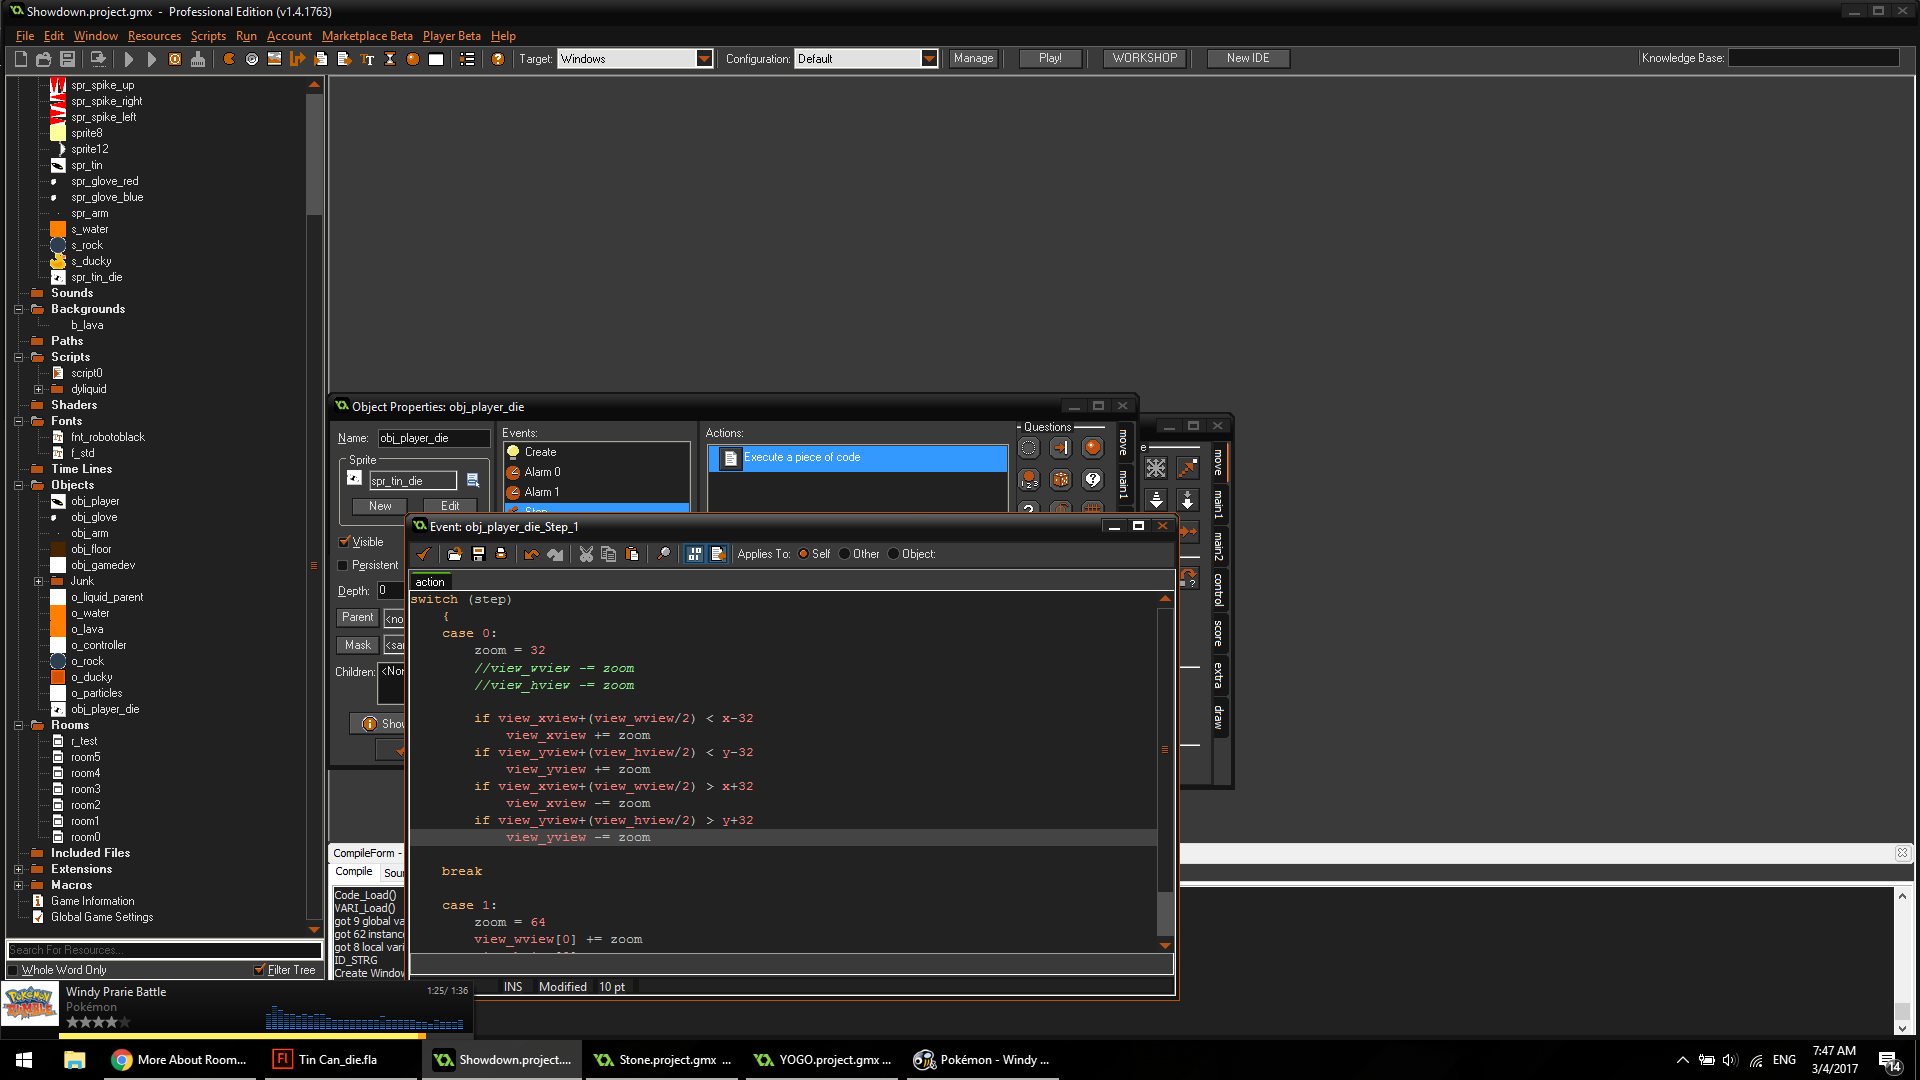 Showdown.project.gmx - Professional Edition (v1.4.1763)
File Edit Window Resources Scripts Run Account Marketplace Beta Player Beta Help
Target: Windows Configuration: Default Manage Play! WORKSHOP New IDE Knowledge Base:
spr_spike_up
spr_spike_right
spr_spike_left
sprite8
sprite12
spr_tin
spr_glove_red
spr_glove_blue
spr_arm
s_water
s_rock
s_ducky
spr_tin_die
Sounds
Backgrounds
b_lava
Paths
Scripts
script0
dyliquid
Shaders
Fonts
fnt_robotoblack
f_std
Time Lines
Objects
obj_player
obj_glove
obj_arm
obj_floor
obj_gamedev
Junk
o_liquid_parent
o_water
o_lava
o_controller
o_rock
o_ducky
o_particles
obj_player_die
Rooms
r_test
room5
room4
room3
room2
room1
room0
Included Files
Extensions
Macros
Game Information
Global Game Settings
Search For Resources...
Whole Word Only Filter Tree
Object Properties: obj_player_die
Name: obj_player_die
Sprite
spr_tin_die
New Edit
Visible
Persistent
Depth: 0
Parent <no
Mask <sar
Children: <Non
Show
Events:
Create
Alarm 0
Alarm 1
Step
Actions:
Execute a piece of code
Questions
move
main1
e
move
main1
main2
control
score
extra
draw
Event: obj_player_die_Step_1
Applies To: Self Other Object:
action
switch (step)
{
case 0:
zoom = 32
//view_wview -= zoom
//view_hview -= zoom
if view_xview+(view_wview/2) < x-32
view_xview += zoom
if view_yview+(view_hview/2) < y-32
view_yview += zoom
if view_xview+(view_wview/2) > x+32
view_xview -= zoom
if view_yview+(view_hview/2) > y+32
view_yview -= zoom
break
case 1:
zoom = 64
view_wview[0] += zoom
INS Modified 10 pt
CompileForm -
Compile Sour
Code_Load()
VARI_Load()
got 9 global va
got 62 instanc
got 8 local vari
ID_STRG
Create Window
POKÉMON RUMBLE
Windy Prarie Battle 1:25/ 1:36
Pokémon
More About Room... Tin Can_die.fla Showdown.project.... Stone.project.gmx ... YOGO.project.gmx ... Pokémon - Windy ...
ENG
7:47 AM
3/4/2017
14